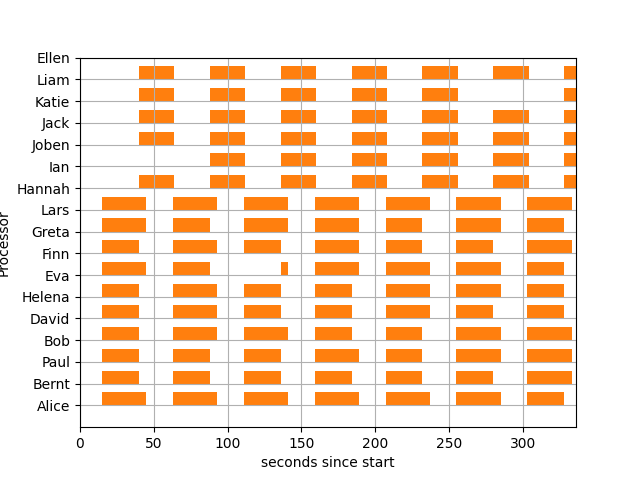 Ellen
Liam
Katie
Jack
Joben
Ian
Hannah
Lars
Greta
Finn
Eva
Helena
David
Bob
Paul
Bernt
Alice
Processor
0 50 100 150 200 250 300
seconds since start